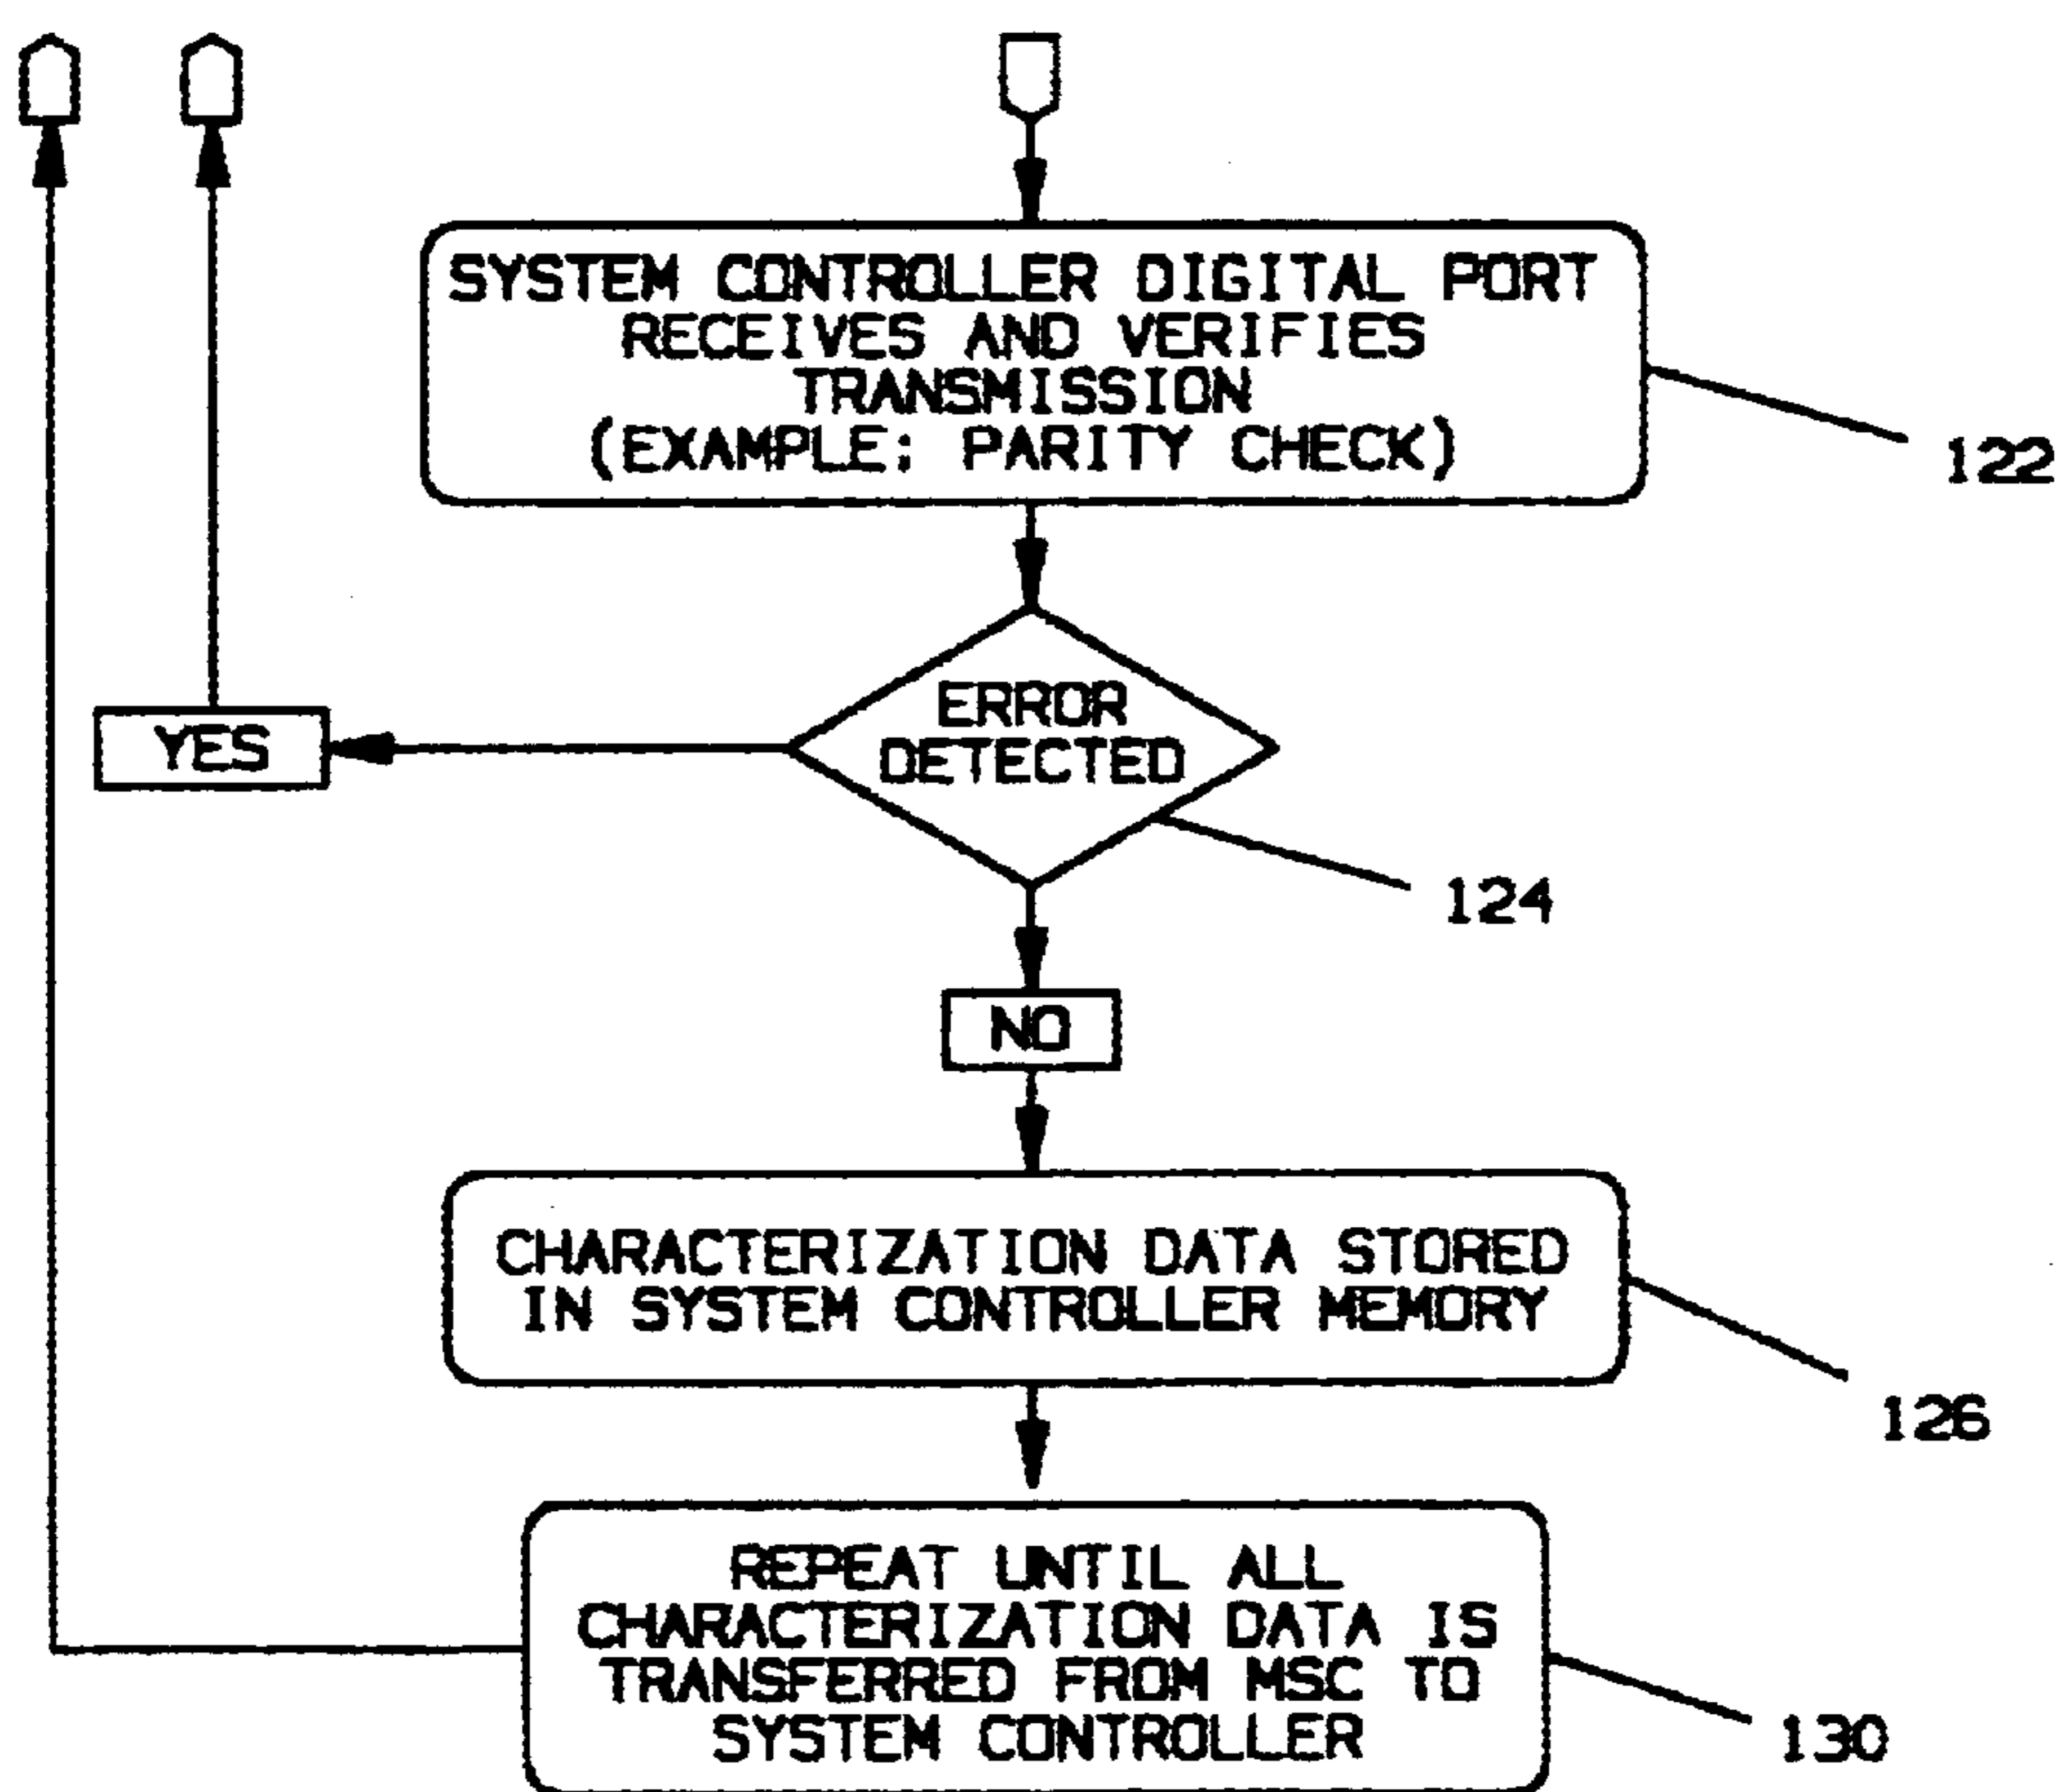 SYSTEM CONTROLLER DIGITAL PORT
RECEIVES AND VERIFIES
TRANSMISSION
(EXAMPLE: PARITY CHECK)
122
ERROR
DETECTED
YES
124
NO
CHARACTERIZATION DATA STORED
IN SYSTEM CONTROLLER MEMORY
126
REPEAT UNTIL ALL
CHARACTERIZATION DATA IS
TRANSFERRED FROM MSC TO
SYSTEM CONTROLLER
130